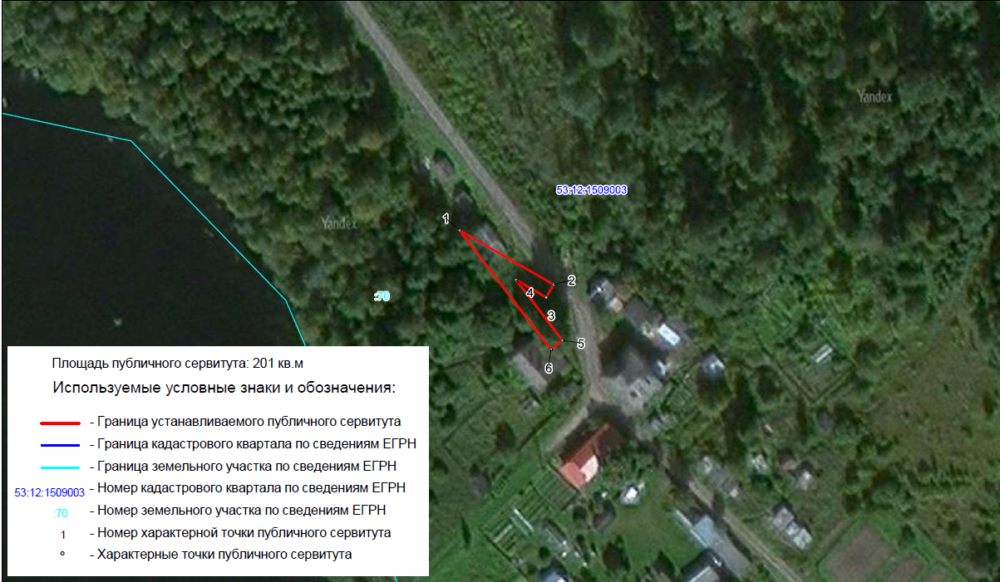 Yandex
53:12:1509003
1
Yandex
2
4
:70
3
5
6
Площадь публичного сервитута: 201 кв.м
Используемые условные знаки и обозначения:
- Граница устанавливаемого публичного сервитута
- Граница кадастрового квартала по сведениям ЕГРН
- Граница земельного участка по сведениям ЕГРН
53:12:1509003 - Номер кадастрового квартала по сведениям ЕГРН
:70 - Номер земельного участка по сведениям ЕГРН
1 - Номер характерной точки публичного сервитута
- Характерные точки публичного сервитута